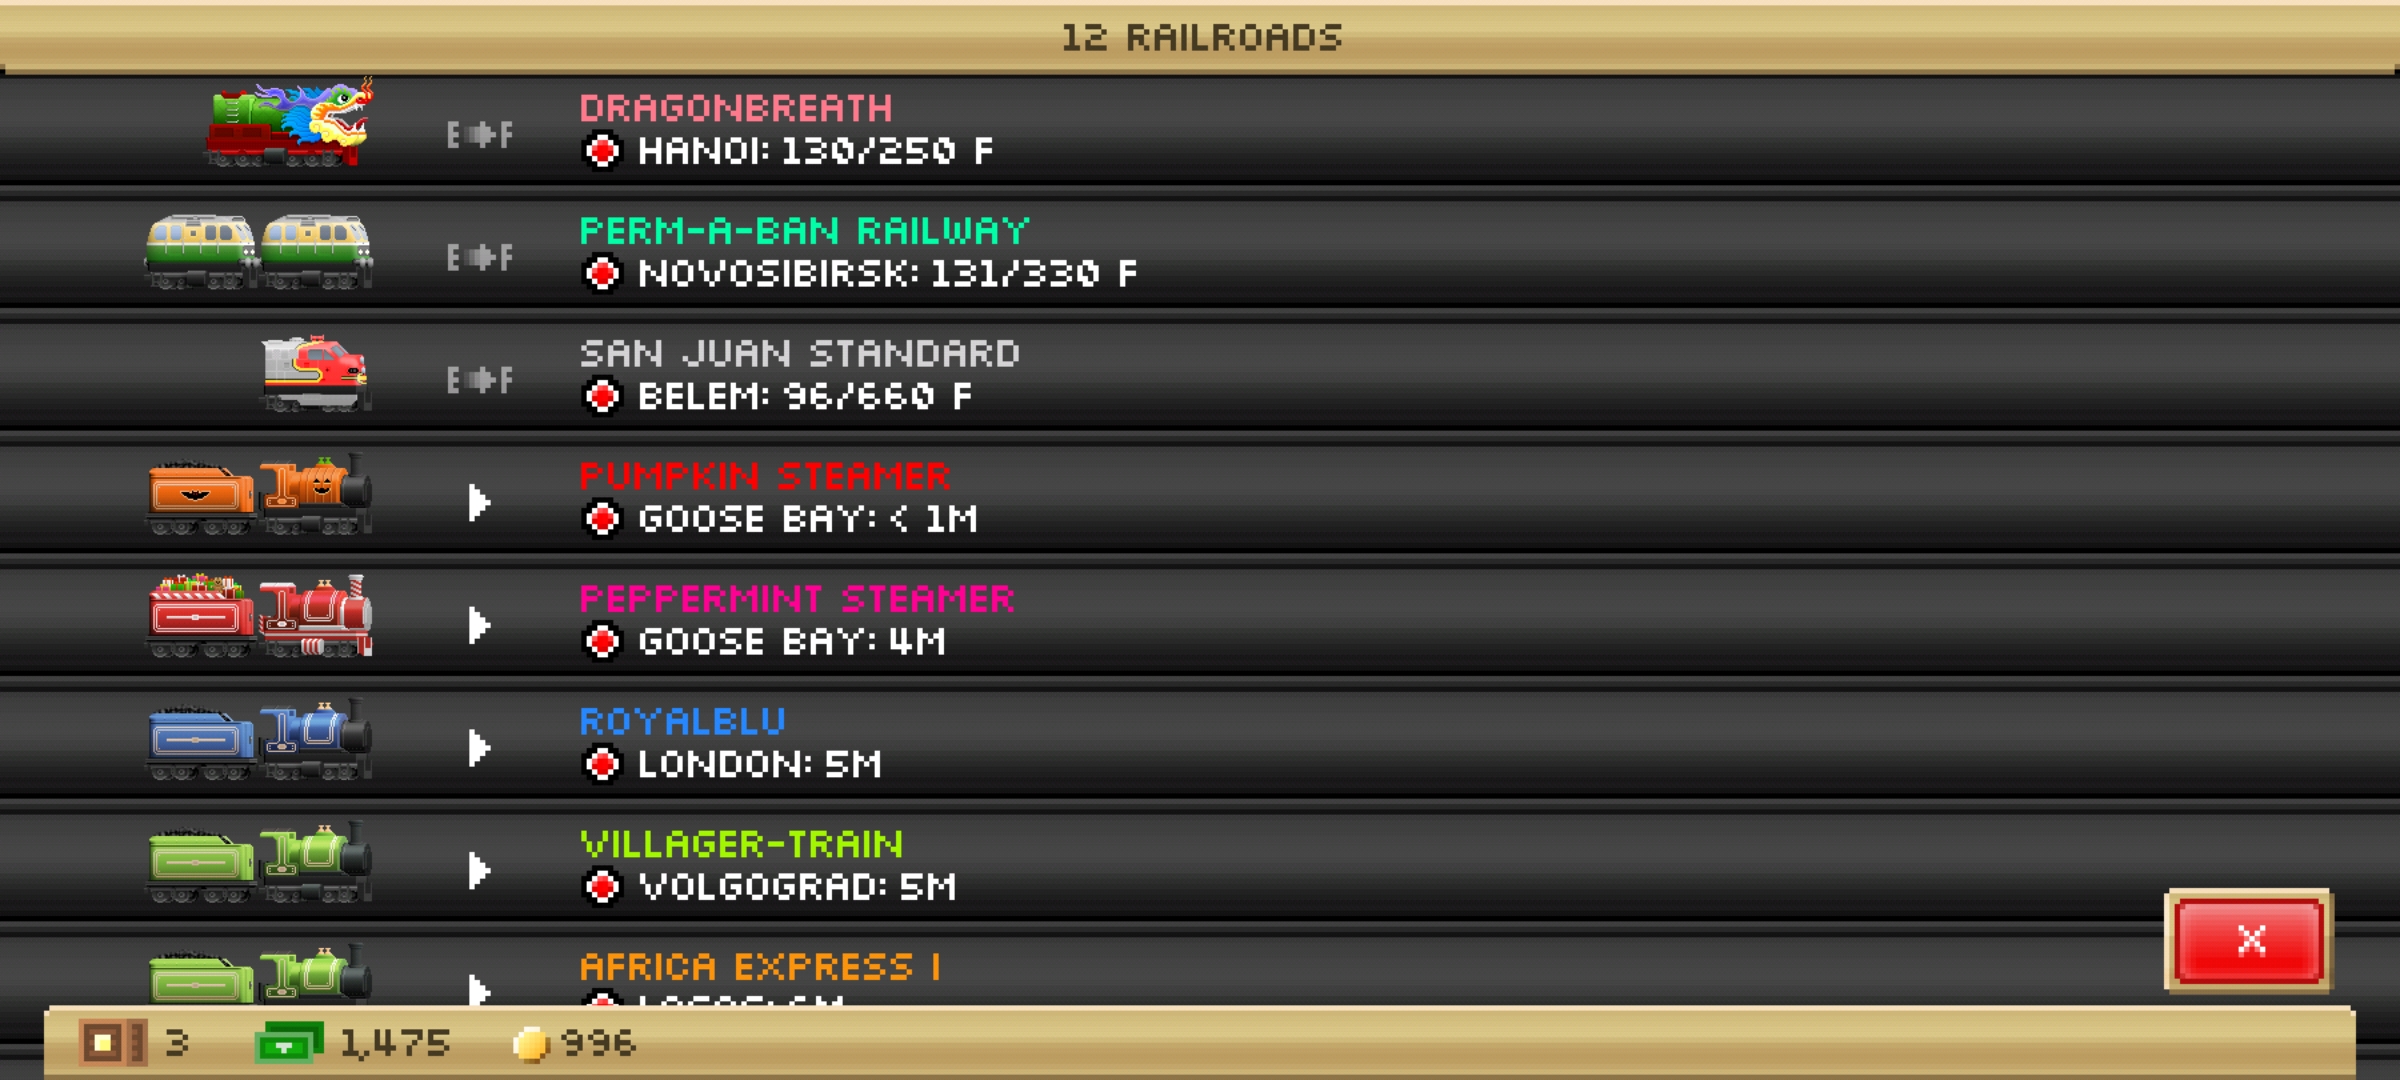 12 RAILROADS
DRAGONBREATH
E F
HANOI: 130/250 F
PERM-A-BAN RAILWAY
E F
NOVOSIBIRSK: 131/330 F
SAN JUAN STANDARD
E F
BELEM: 96/660 F
PUMPKIN STEAMER
GOOSE BAY: < 1M
PEPPERMINT STEAMER
GOOSE BAY: 4M
ROYALBLU
LONDON: 5M
VILLAGER-TRAIN
VOLGOGRAD: 5M
AFRICA EXPRESS I
X
3 1,475 996